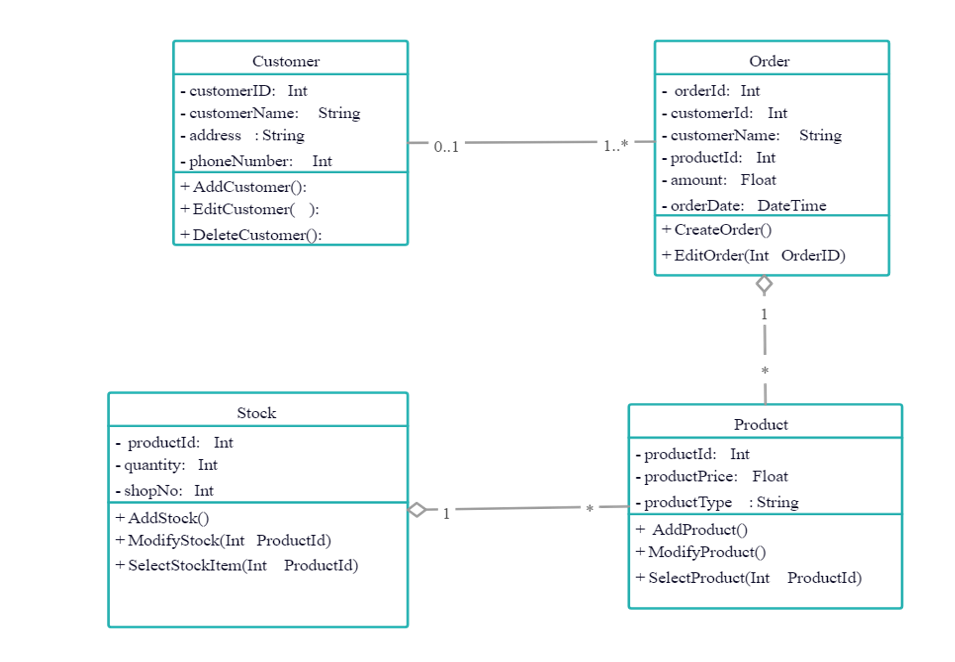 Customer
- customerID: Int
- customerName: String
- address : String
- phoneNumber: Int
+ AddCustomer():
+ EditCustomer( ):
+ DeleteCustomer():
0..1
1..*
Order
- orderId: Int
- customerId: Int
- customerName: String
- productId: Int
- amount: Float
- orderDate: DateTime
+ CreateOrder()
+ EditOrder(Int OrderID)
1
*
Stock
- productId: Int
- quantity: Int
- shopNo: Int
+ AddStock()
+ ModifyStock(Int ProductId)
+ SelectStockItem(Int ProductId)
1
*
Product
- productId: Int
- productPrice: Float
- productType : String
+ AddProduct()
+ ModifyProduct()
+ SelectProduct(Int ProductId)